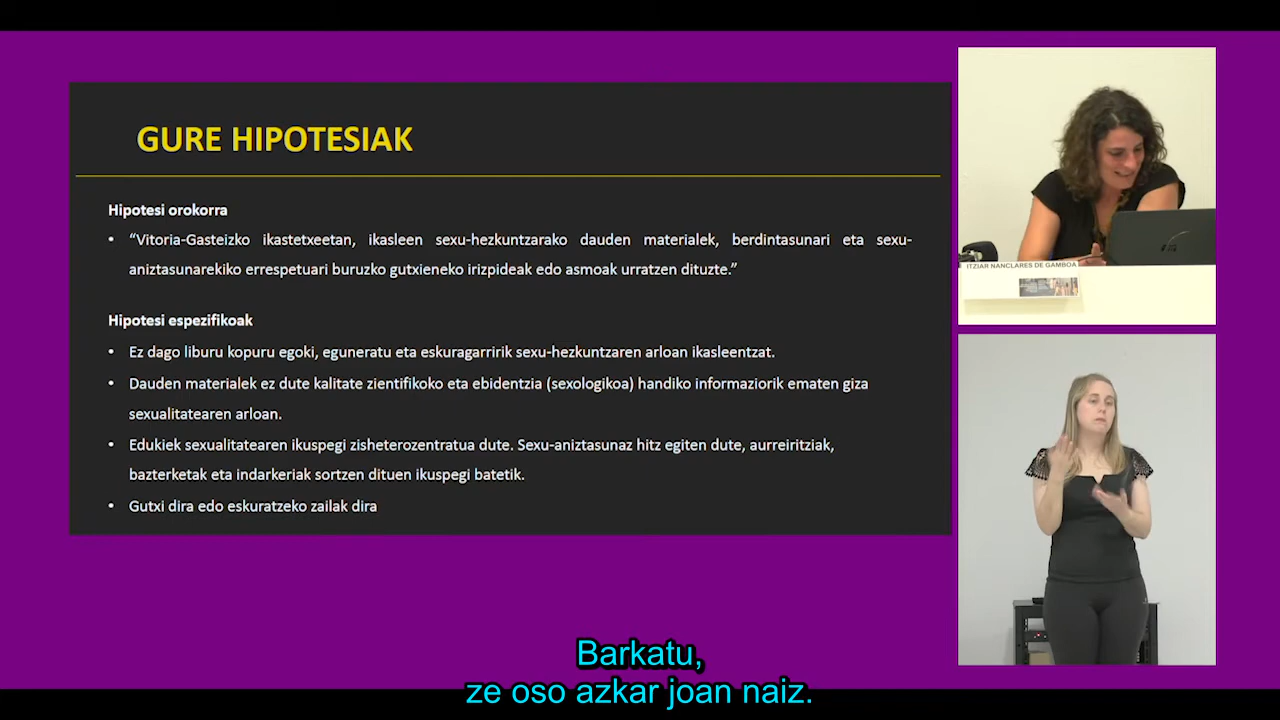 GURE HIPOTESIAK
Hipotesi orokorra
• “Vitoria-Gasteizko ikastetxeetan, ikasleen sexu-hezkuntzarako dauden materialek, berdintasunari eta sexu-
aniztasunarekiko errespetuari buruzko gutxieneko irizpideak edo asmoak urratzen dituzte.”
Hipotesi espezifikoak
• Ez dago liburu kopuru egoki, eguneratu eta eskuragarririk sexu-hezkuntzaren arloan ikasleentzat.
• Dauden materialek ez dute kalitate zientifikoko eta ebidentzia (sexologikoa) handiko informaziorik ematen giza
sexualitatearen arloan.
• Edukiek sexualitatearen ikuspegi zisheterozentratua dute. Sexu-aniztasunaz hitz egiten dute, aurreiritziak,
bazterketak eta indarkeriak sortzen dituen ikuspegi batetik.
• Gutxi dira edo eskuratzeko zailak dira
ITZIAR NANCLARES DE GAMBOA
Barkatu,
ze oso azkar joan naiz.